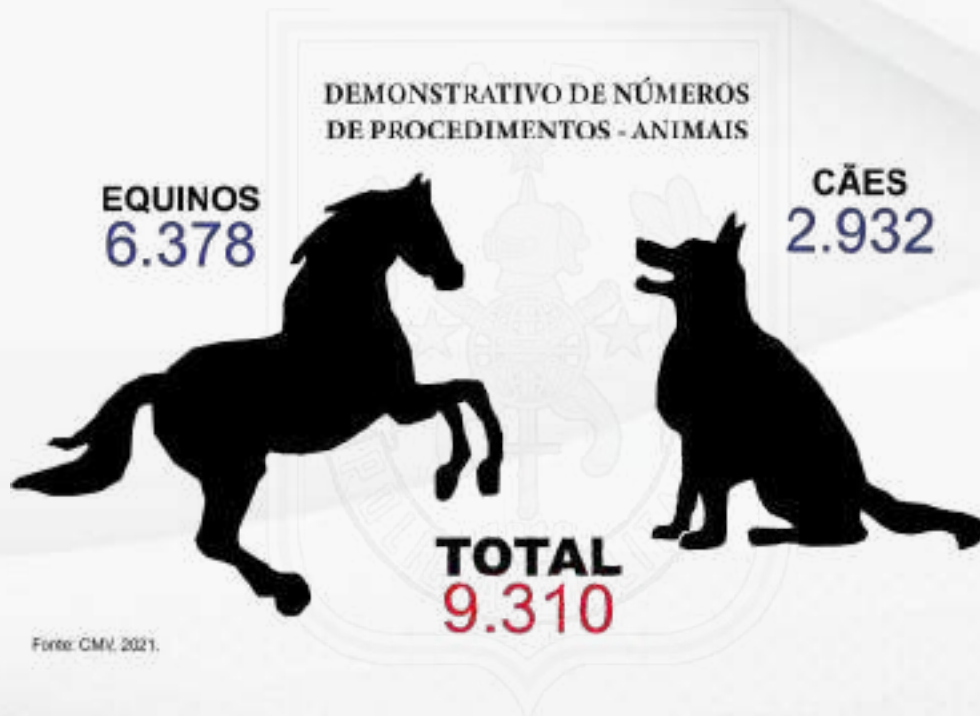 DEMONSTRATIVO DE NÚMEROS
DE PROCEDIMENTOS - ANIMAIS
EQUINOS
6.378
CÃES
2.932
TOTAL
9.310
Fonte: CMV, 2021.